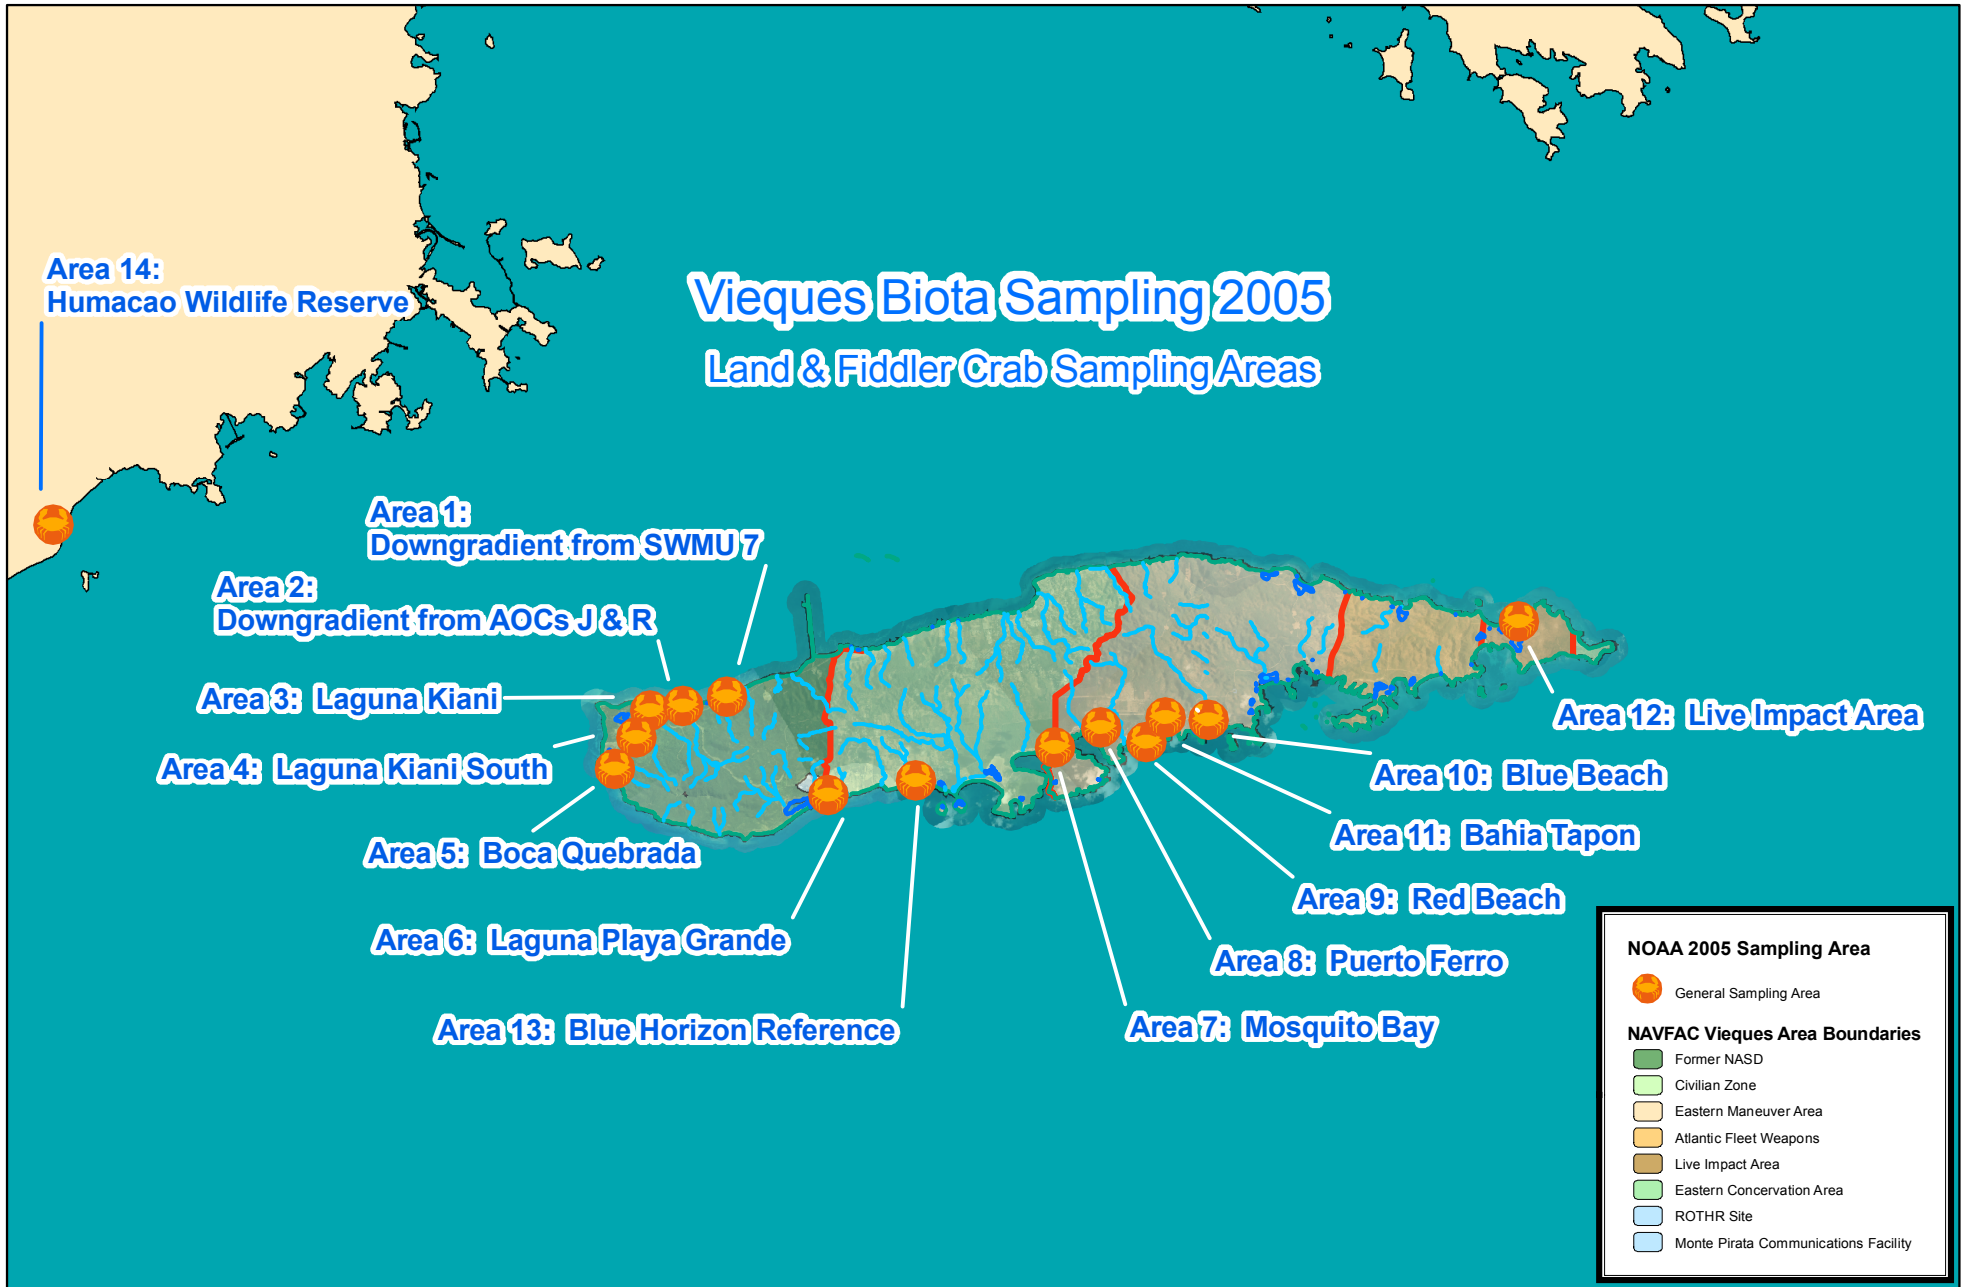 Vieques Biota Sampling 2005
Land & Fiddler Crab Sampling Areas
Area 14:
Humacao Wildlife Reserve
Area 1:
Downgradient from SWMU 7
Area 2:
Downgradient from AOCs J & R
Area 3: Laguna Kiani
Area 4: Laguna Kiani South
Area 5: Boca Quebrada
Area 6: Laguna Playa Grande
Area 13: Blue Horizon Reference
Area 12: Live Impact Area
Area 10: Blue Beach
Area 11: Bahia Tapon
Area 9: Red Beach
Area 8: Puerto Ferro
Area 7: Mosquito Bay
NOAA 2005 Sampling Area
General Sampling Area
NAVFAC Vieques Area Boundaries
Former NASD
Civilian Zone
Eastern Maneuver Area
Atlantic Fleet Weapons
Live Impact Area
Eastern Concervation Area
ROTHR Site
Monte Pirata Communications Facility